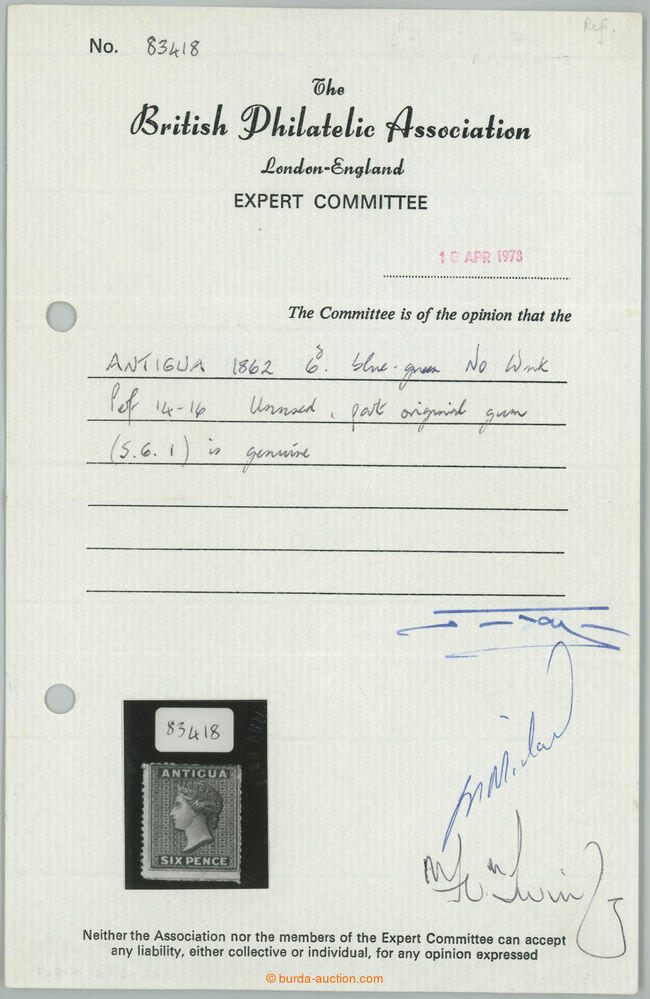 Ref.
No. 83418
The
British Philatelic Association
London-England
EXPERT COMMITTEE
APR 1973
The Committee is of the opinion that the
ANTIGUA 1862 6d. blue-green No Wmk
Perf 14-16 Unused, part original gum
(S.G. 1) is genuine
83418
ANTIGUA
SIX PENCE
Neither the Association nor the members of the Expert Committee can accept
any liability, either collective or individual, for any opinion expressed
© burda-auction.com